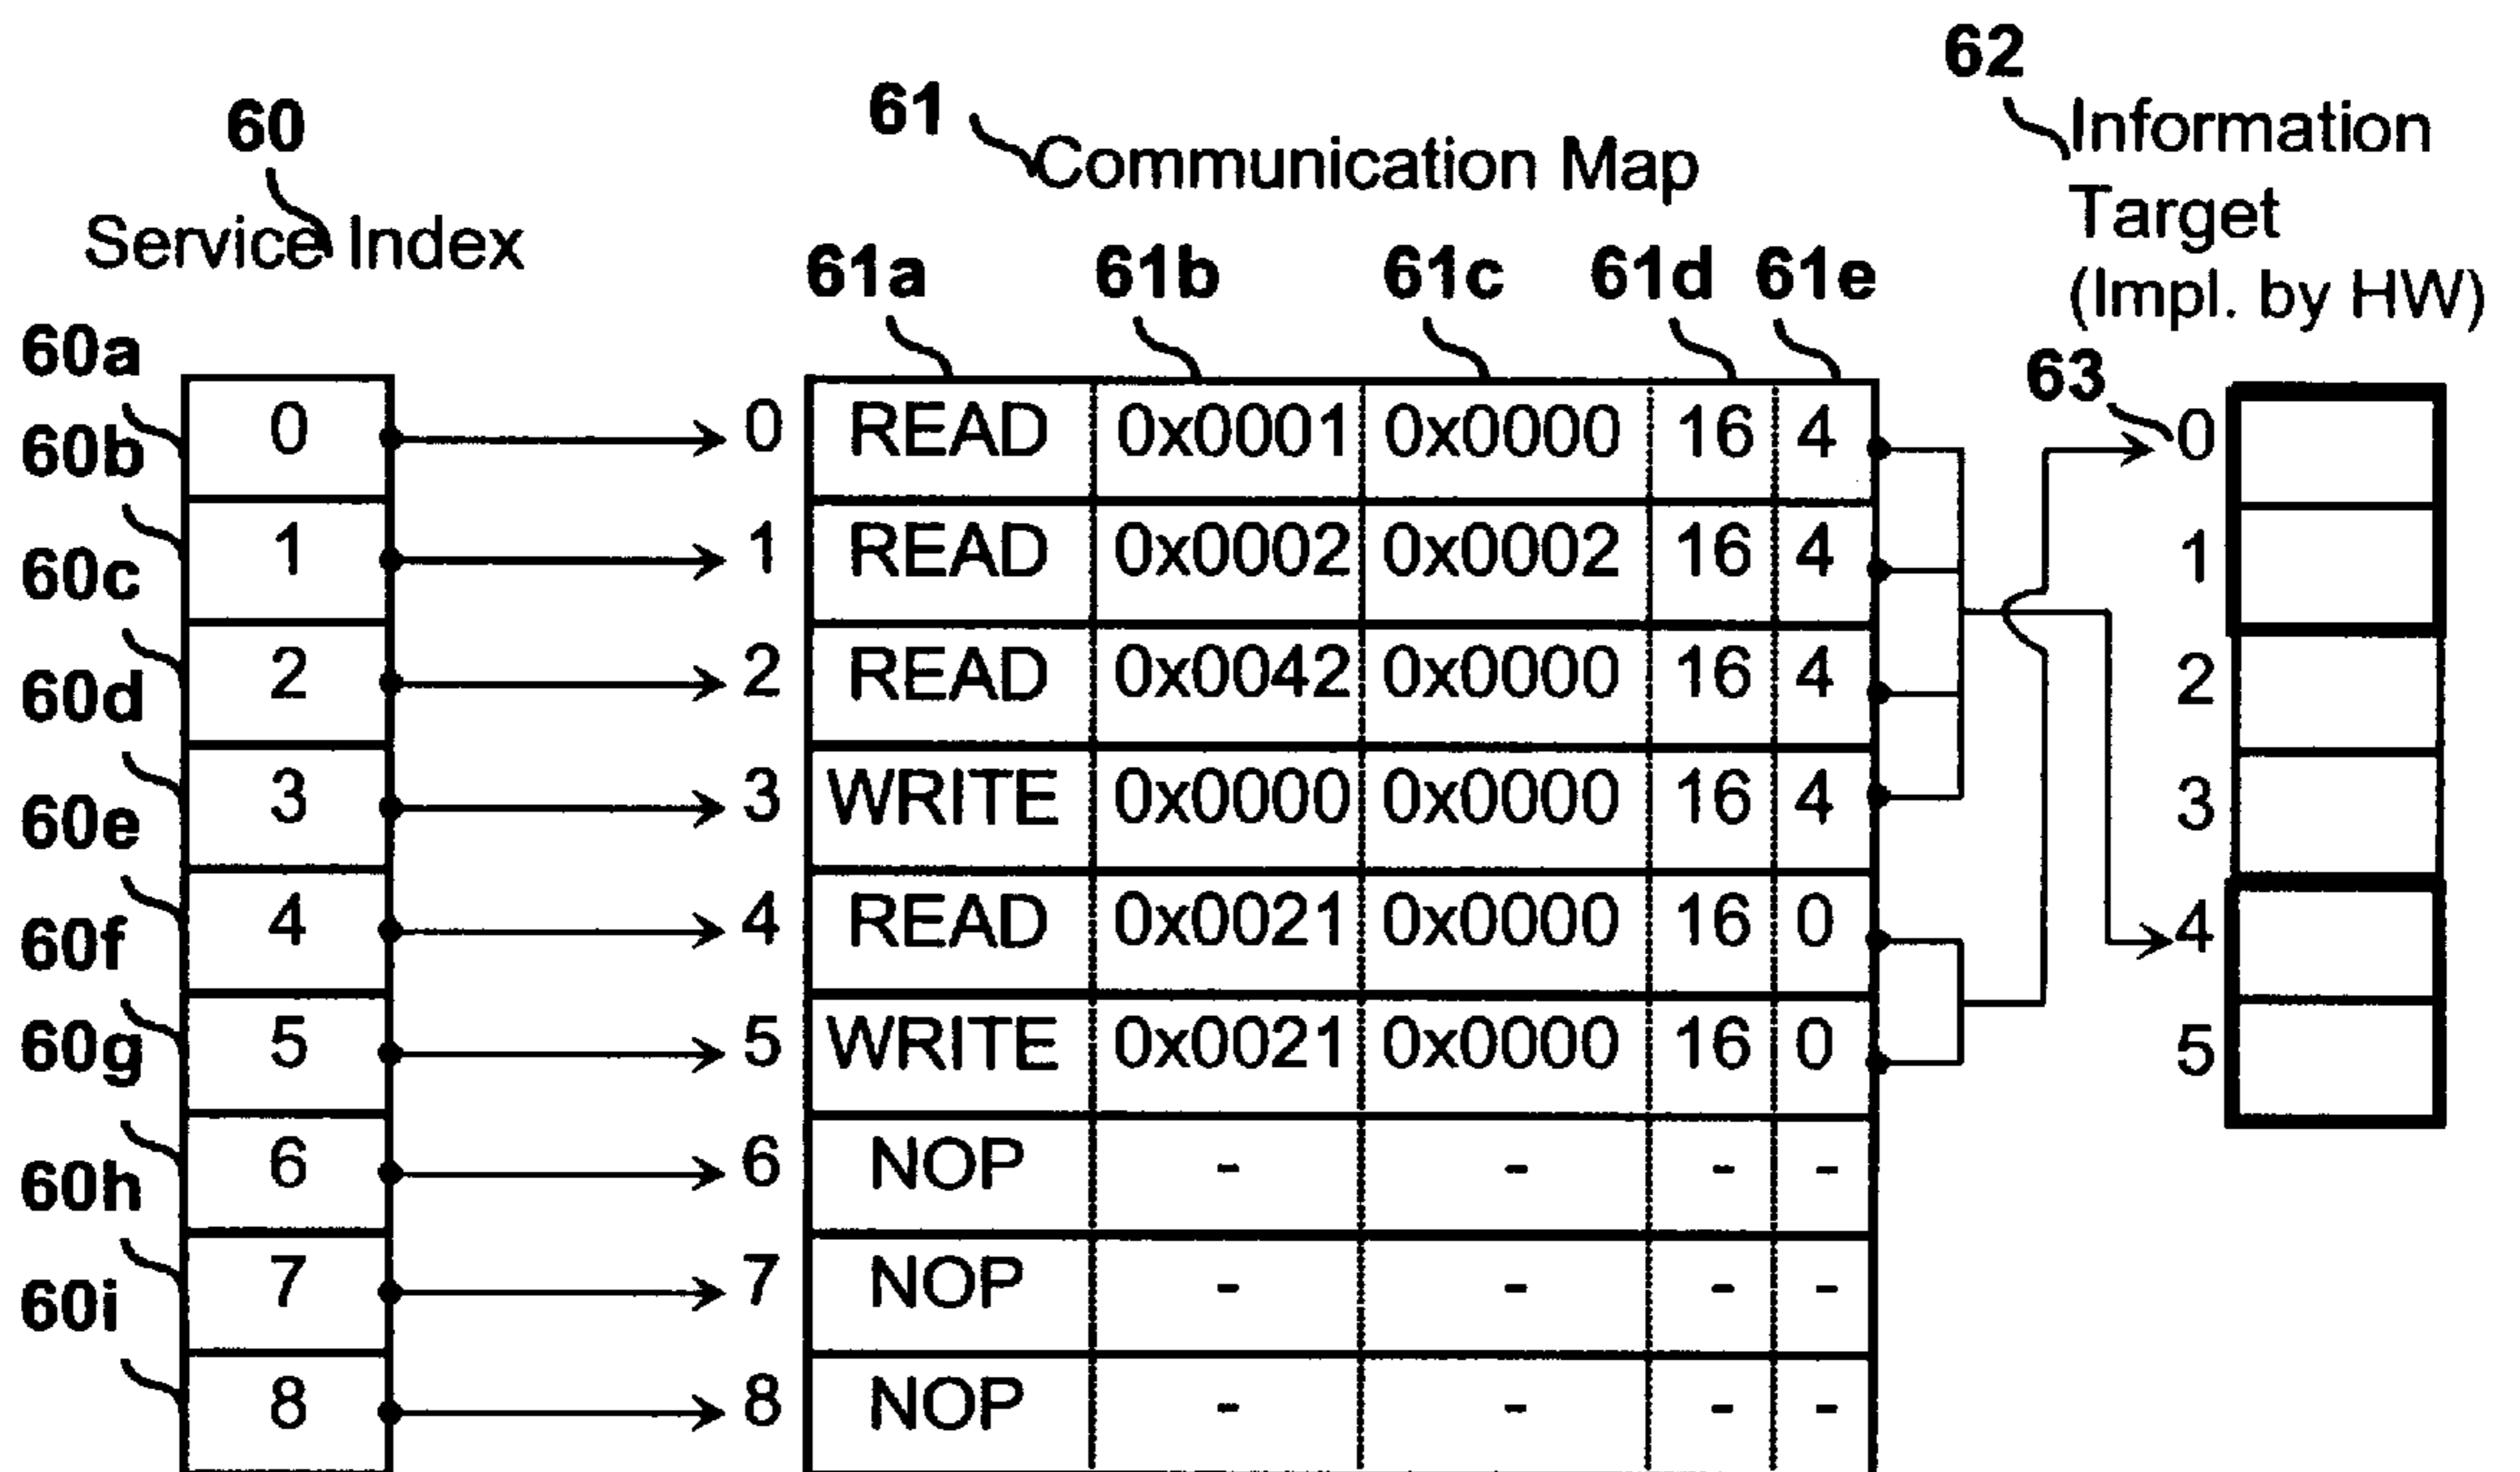 62
60
61
Information
Communication Map
Target
Service Index
(Impl. by HW)
61a 61b 61c 61d 61e
63
60a
0 0 READ 0x0001 0x0000 16 4 0
60b
1 1 READ 0x0002 0x0002 16 4 1
60c
2 2 READ 0x0042 0x0000 16 4 2
60d
3 3 WRITE 0x0000 0x0000 16 4 3
60e
4 4 READ 0x0021 0x0000 16 0 4
60f
5 5 WRITE 0x0021 0x0000 16 0 5
60g
6 6 NOP - - - -
60h
7 7 NOP - - - -
60i
8 8 NOP - - - -